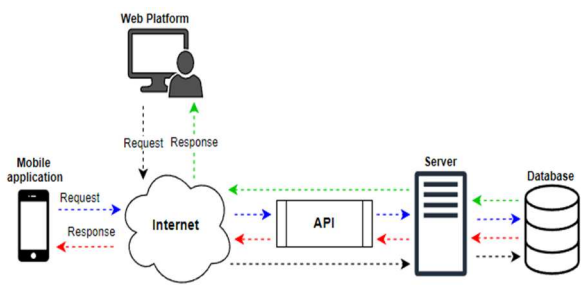 Web Platform
Request Response
Mobile
application
Request
Response
Internet
API
Server
Database